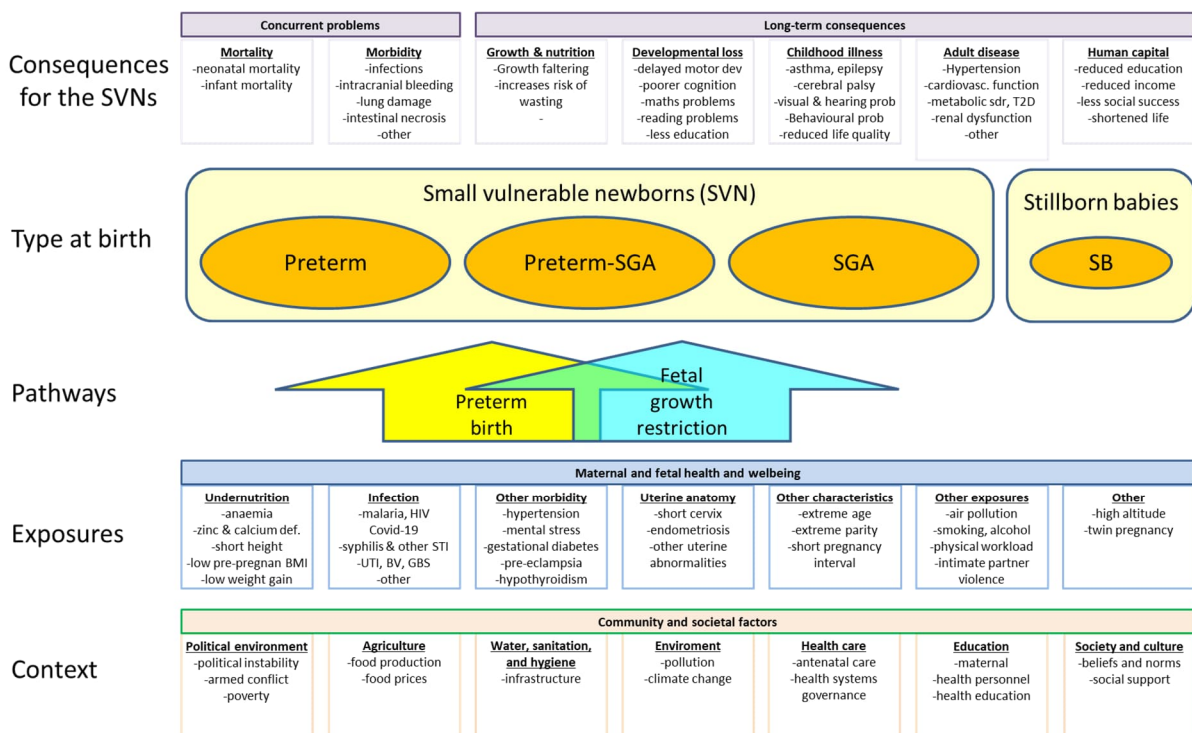 Concurrent problems
Long-term consequences
Consequences
for the SVNs
Mortality
-neonatal mortality
-infant mortality
Morbidity
-infections
-intracranial bleeding
-lung damage
-intestinal necrosis
-other
Growth & nutrition
-Growth faltering
-increases risk of
wasting
-
Developmental loss
-delayed motor dev
-poorer cognition
-maths problems
-reading problems
-less education
Childhood illness
-asthma, epilepsy
-cerebral palsy
-visual & hearing prob
-Behavioural prob
-reduced life quality
Adult disease
-Hypertension
-cardiovasc. function
-metabolic sdr, T2D
-renal dysfunction
-other
Human capital
-reduced education
-reduced income
-less social success
-shortened life
Type at birth
Small vulnerable newborns (SVN)
Preterm
Preterm-SGA
SGA
Stillborn babies
SB
Pathways
Preterm
birth
Fetal
growth
restriction
Maternal and fetal health and welbeing
Exposures
Undernutrition
-anaemia
-zinc & calcium def.
-short height
-low pre-pregnan BMI
-low weight gain
Infection
-malaria, HIV
Covid-19
-syphilis & other STI
-UTI, BV, GBS
-other
Other morbidity
-hypertension
-mental stress
-gestational diabetes
-pre-eclampsia
-hypothyroidism
Uterine anatomy
-short cervix
-endometriosis
-other uterine
abnormalities
Other characteristics
-extreme age
-extreme parity
-short pregnancy
interval
Other exposures
-air pollution
-smoking, alcohol
-physical workload
-intimate partner
violence
Other
-high altitude
-twin pregnancy
Community and societal factors
Context
Political environment
-political instability
-armed conflict
-poverty
Agriculture
-food production
-food prices
Water, sanitation,
and hygiene
-infrastructure
Enviroment
-pollution
-climate change
Health care
-antenatal care
-health systems
governance
Education
-maternal
-health personnel
-health education
Society and culture
-beliefs and norms
-social support